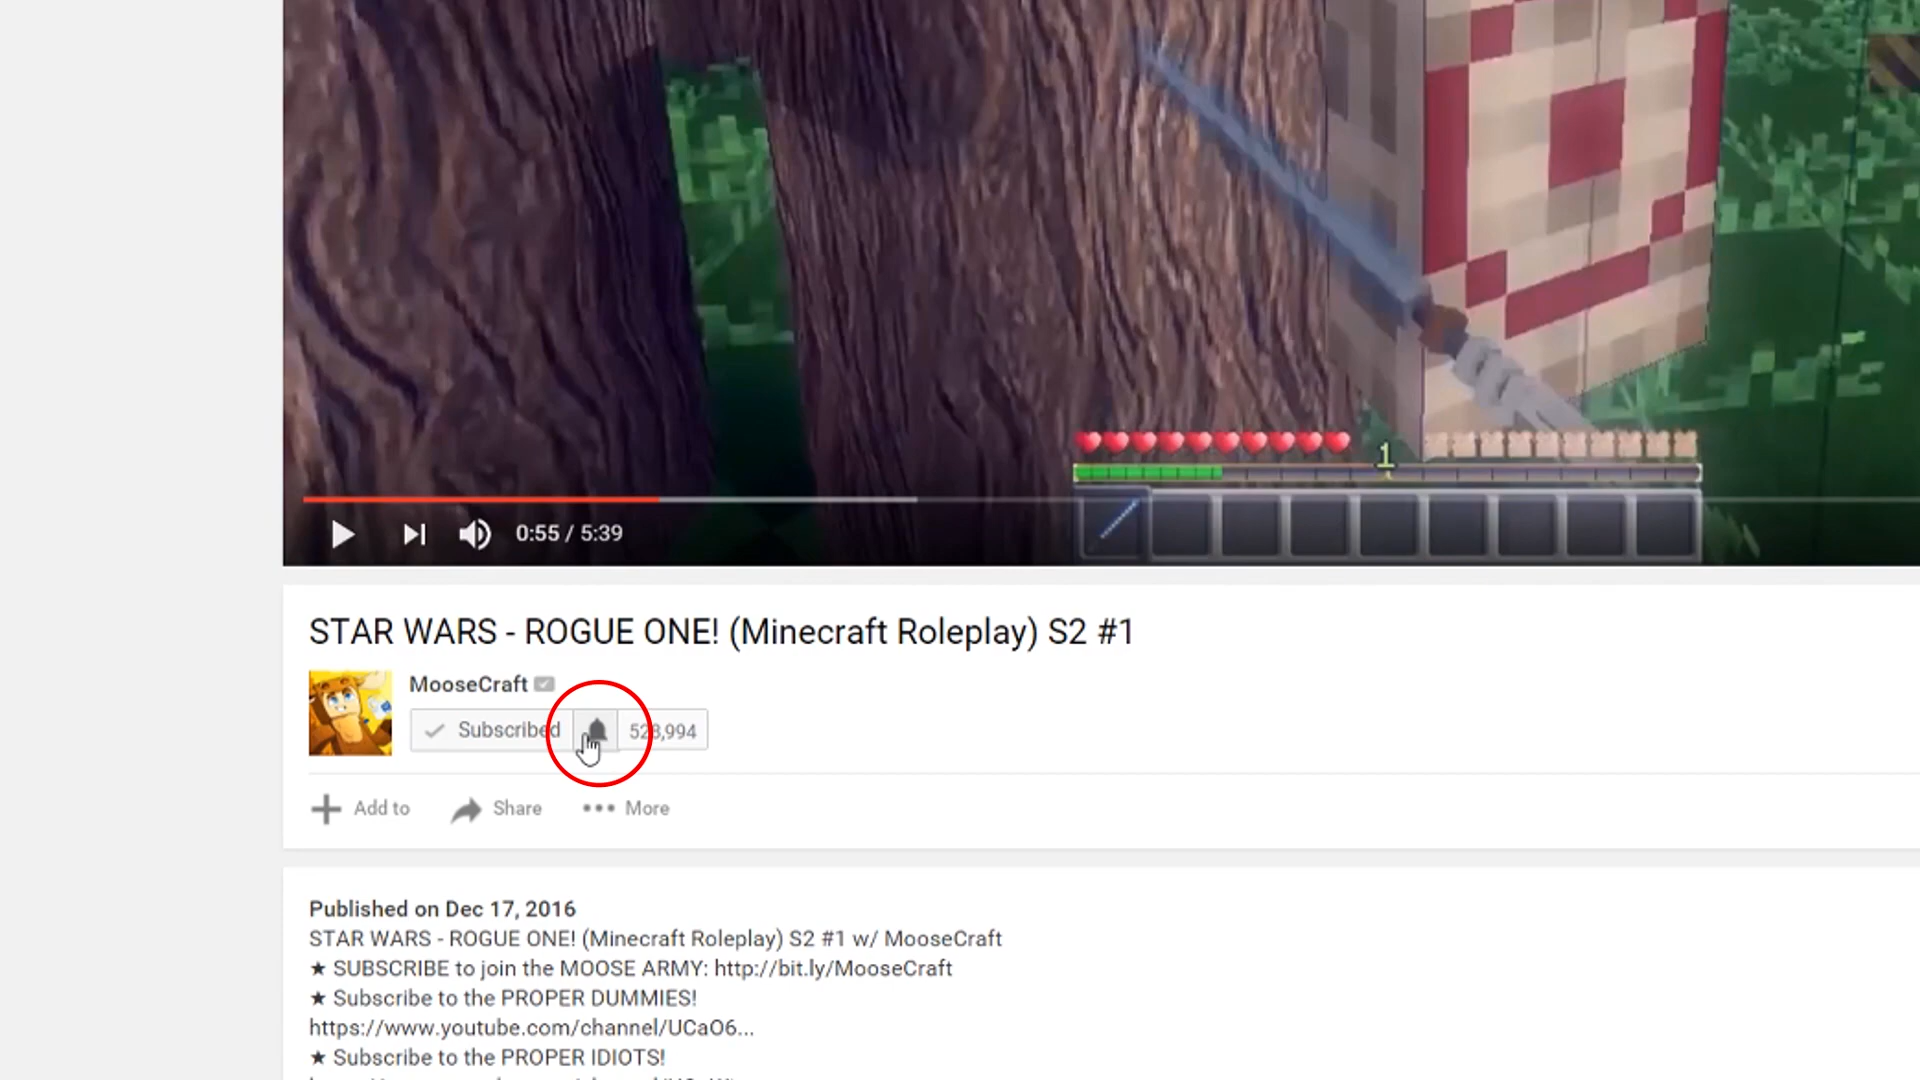 1
0:55 / 5:39
STAR WARS - ROGUE ONE! (Minecraft Roleplay) S2 #1
MooseCraft
Subscribed 523,994
Add to Share More
Published on Dec 17, 2016
STAR WARS - ROGUE ONE! (Minecraft Roleplay) S2 #1 w/ MooseCraft
★ SUBSCRIBE to join the MOOSE ARMY: http://bit.ly/MooseCraft
★ Subscribe to the PROPER DUMMIES!
https://www.youtube.com/channel/UCaO6...
★ Subscribe to the PROPER IDIOTS!